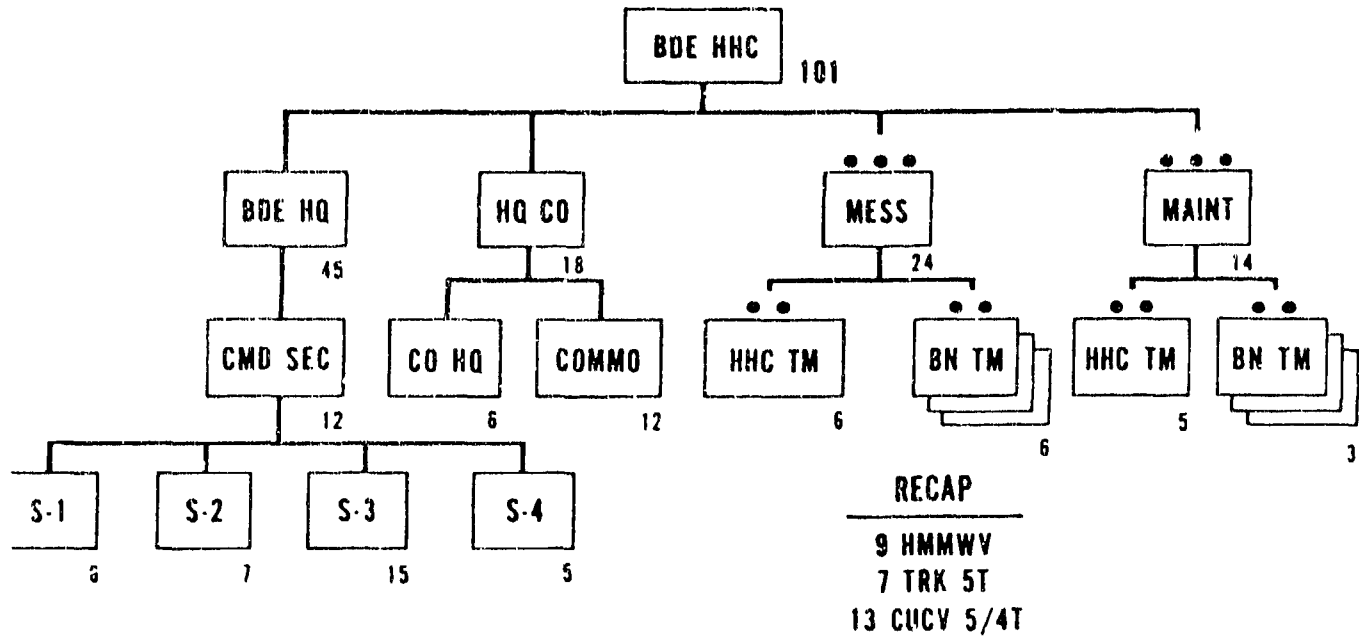 BDE HHC
101
BDE HQ
45
HQ CO
18
MESS
24
MAINT
14
CMD SEC
12
CO HQ
6
COMMO
12
HHC TM
6
BN TM
6
HHC TM
5
BN TM
3
S-1
S-2
7
S-3
15
S-4
5
RECAP
9 HMMWV
7 TRK 5T
13 CUCV 5/4T